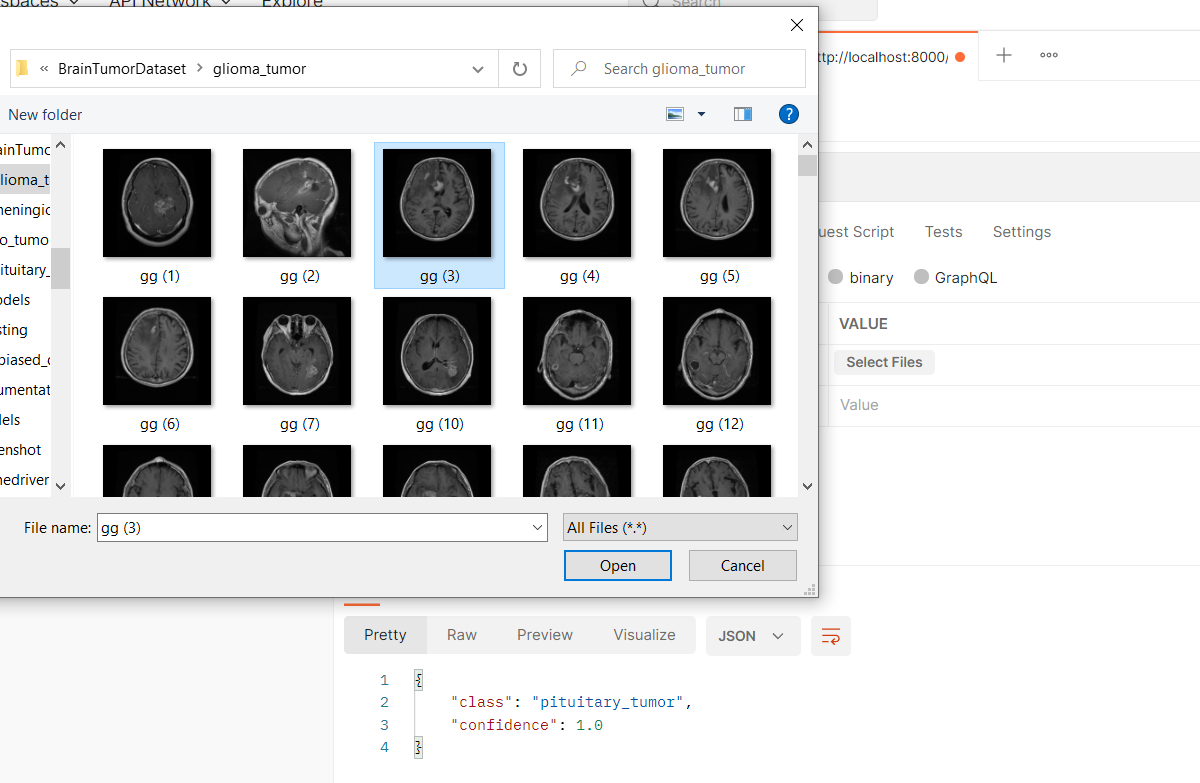 spaces API Network Explore Search
BrainTumorDataset glioma_tumor Search glioma_tumor
ttp://localhost:8000/
New folder
ainTumo
lioma_t
neningio
o_tumo
ituitary_
odels
sting
biased_c
umentat
lels
enshot
nedriver
gg (1) gg (2) gg (3) gg (4) gg (5)
gg (6) gg (7) gg (10) gg (11) gg (12)
uest Script Tests Settings
binary GraphQL
VALUE
Select Files
Value
File name: gg (3) All Files (*.*)
Open Cancel
Pretty Raw Preview Visualize JSON
1 {
2 "class": "pituitary_tumor",
3 "confidence": 1.0
4 }